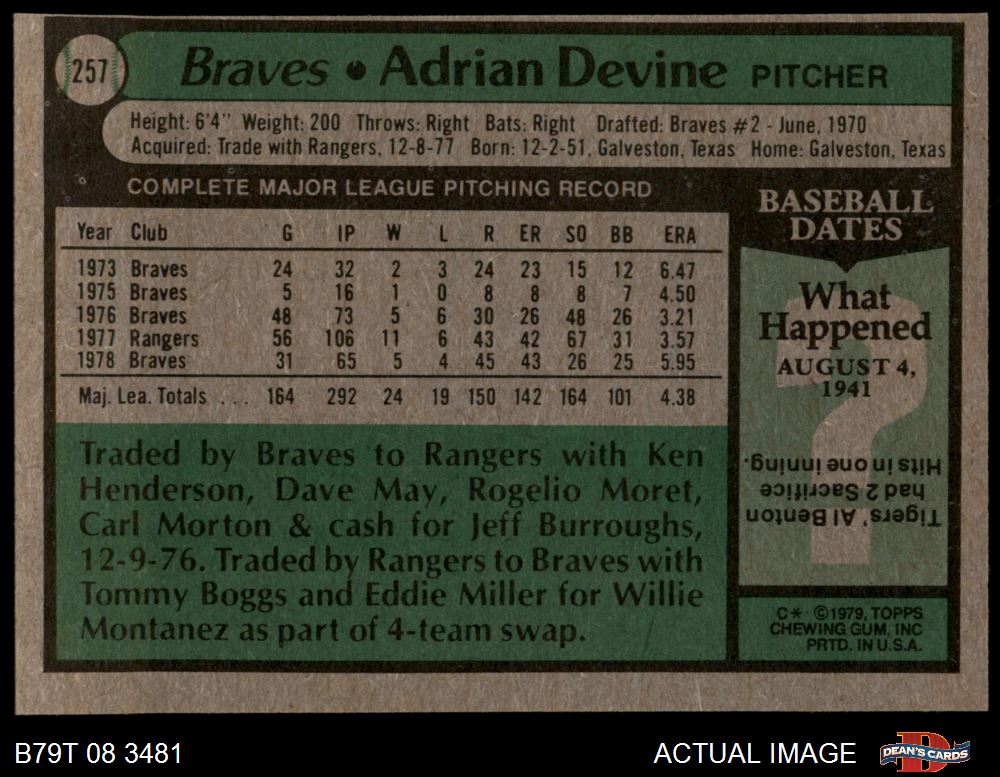 257
Braves • Adrian Devine PITCHER
Height: 6'4" Weight: 200 Throws: Right Bats: Right Drafted: Braves #2 - June, 1970
Acquired: Trade with Rangers, 12-8-77 Born: 12-2-51, Galveston, Texas Home: Galveston, Texas
COMPLETE MAJOR LEAGUE PITCHING RECORD
Year Club G IP W L R ER SO BB ERA
1973 Braves 24 32 2 3 24 23 15 12 6.47
1975 Braves 5 16 1 0 8 8 8 7 4.50
1976 Braves 48 73 5 6 30 26 48 26 3.21
1977 Rangers 56 106 11 6 43 42 67 31 3.57
1978 Braves 31 65 5 4 45 43 26 25 5.95
Maj. Lea. Totals . . . 164 292 24 19 150 142 164 101 4.38
Traded by Braves to Rangers with Ken
Henderson, Dave May, Rogelio Moret,
Carl Morton & cash for Jeff Burroughs,
12-9-76. Traded by Rangers to Braves with
Tommy Boggs and Eddie Miller for Willie
Montanez as part of 4-team swap.
BASEBALL
DATES
What
Happened
AUGUST 4,
1941
?
Tigers' Al Benton
had 2 Sacrifice
Hits in one inning.
C* ©1979, TOPPS
CHEWING GUM, INC
PRTD. IN U.S.A.
B79T 08 3481
ACTUAL IMAGE
D
DEAN'S CARDS